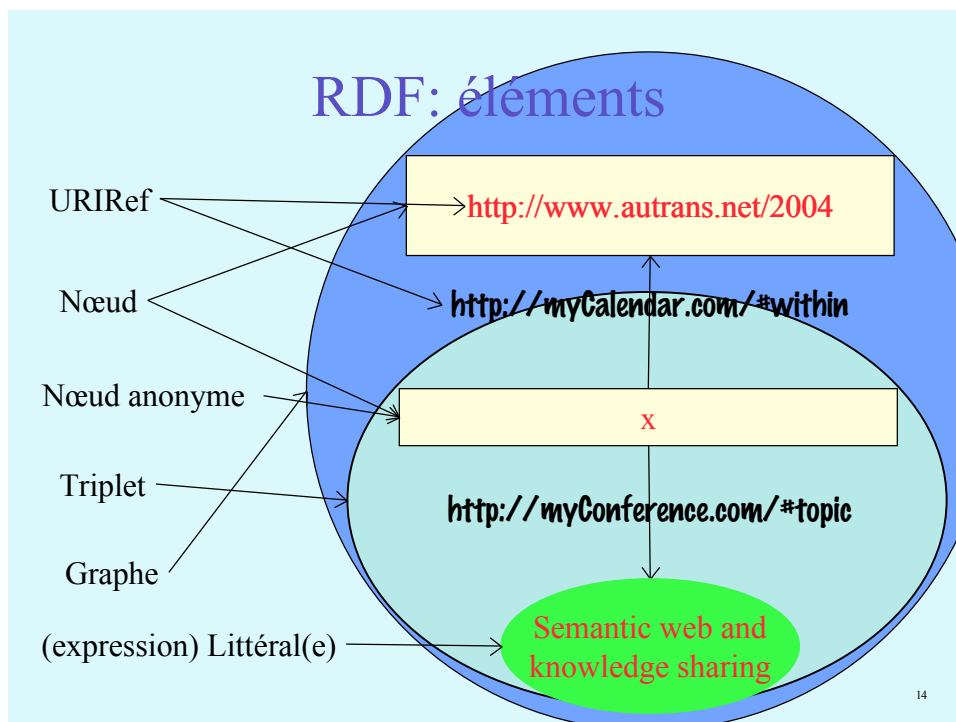 RDF: éléments
URIRef
http://www.autrans.net/2004
Nœud
http://myCalendar.com/#within
Nœud anonyme
x
Triplet
http://myConference.com/#topic
Graphe
(expression) Littéral(e)
Semantic web and
knowledge sharing
14